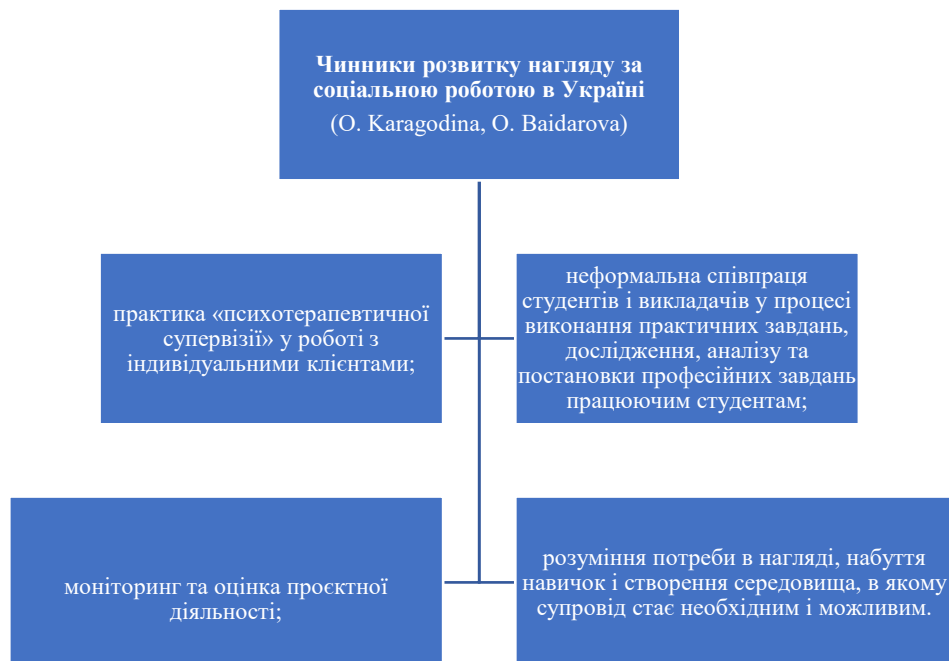 Чинники розвитку нагляду за
соціальною роботою в Україні
(O. Karagodina, O. Baidarova)
практика «психотерапевтичної
супервізії» у роботі з
індивідуальними клієнтами;
неформальна співпраця
студентів і викладачів у процесі
виконання практичних завдань,
дослідження, аналізу та
постановки професійних завдань
працюючим студентам;
моніторинг та оцінка проєктної
діяльності;
розуміння потреби в нагляді, набуття
навичок і створення середовища, в якому
супровід стає необхідним і можливим.